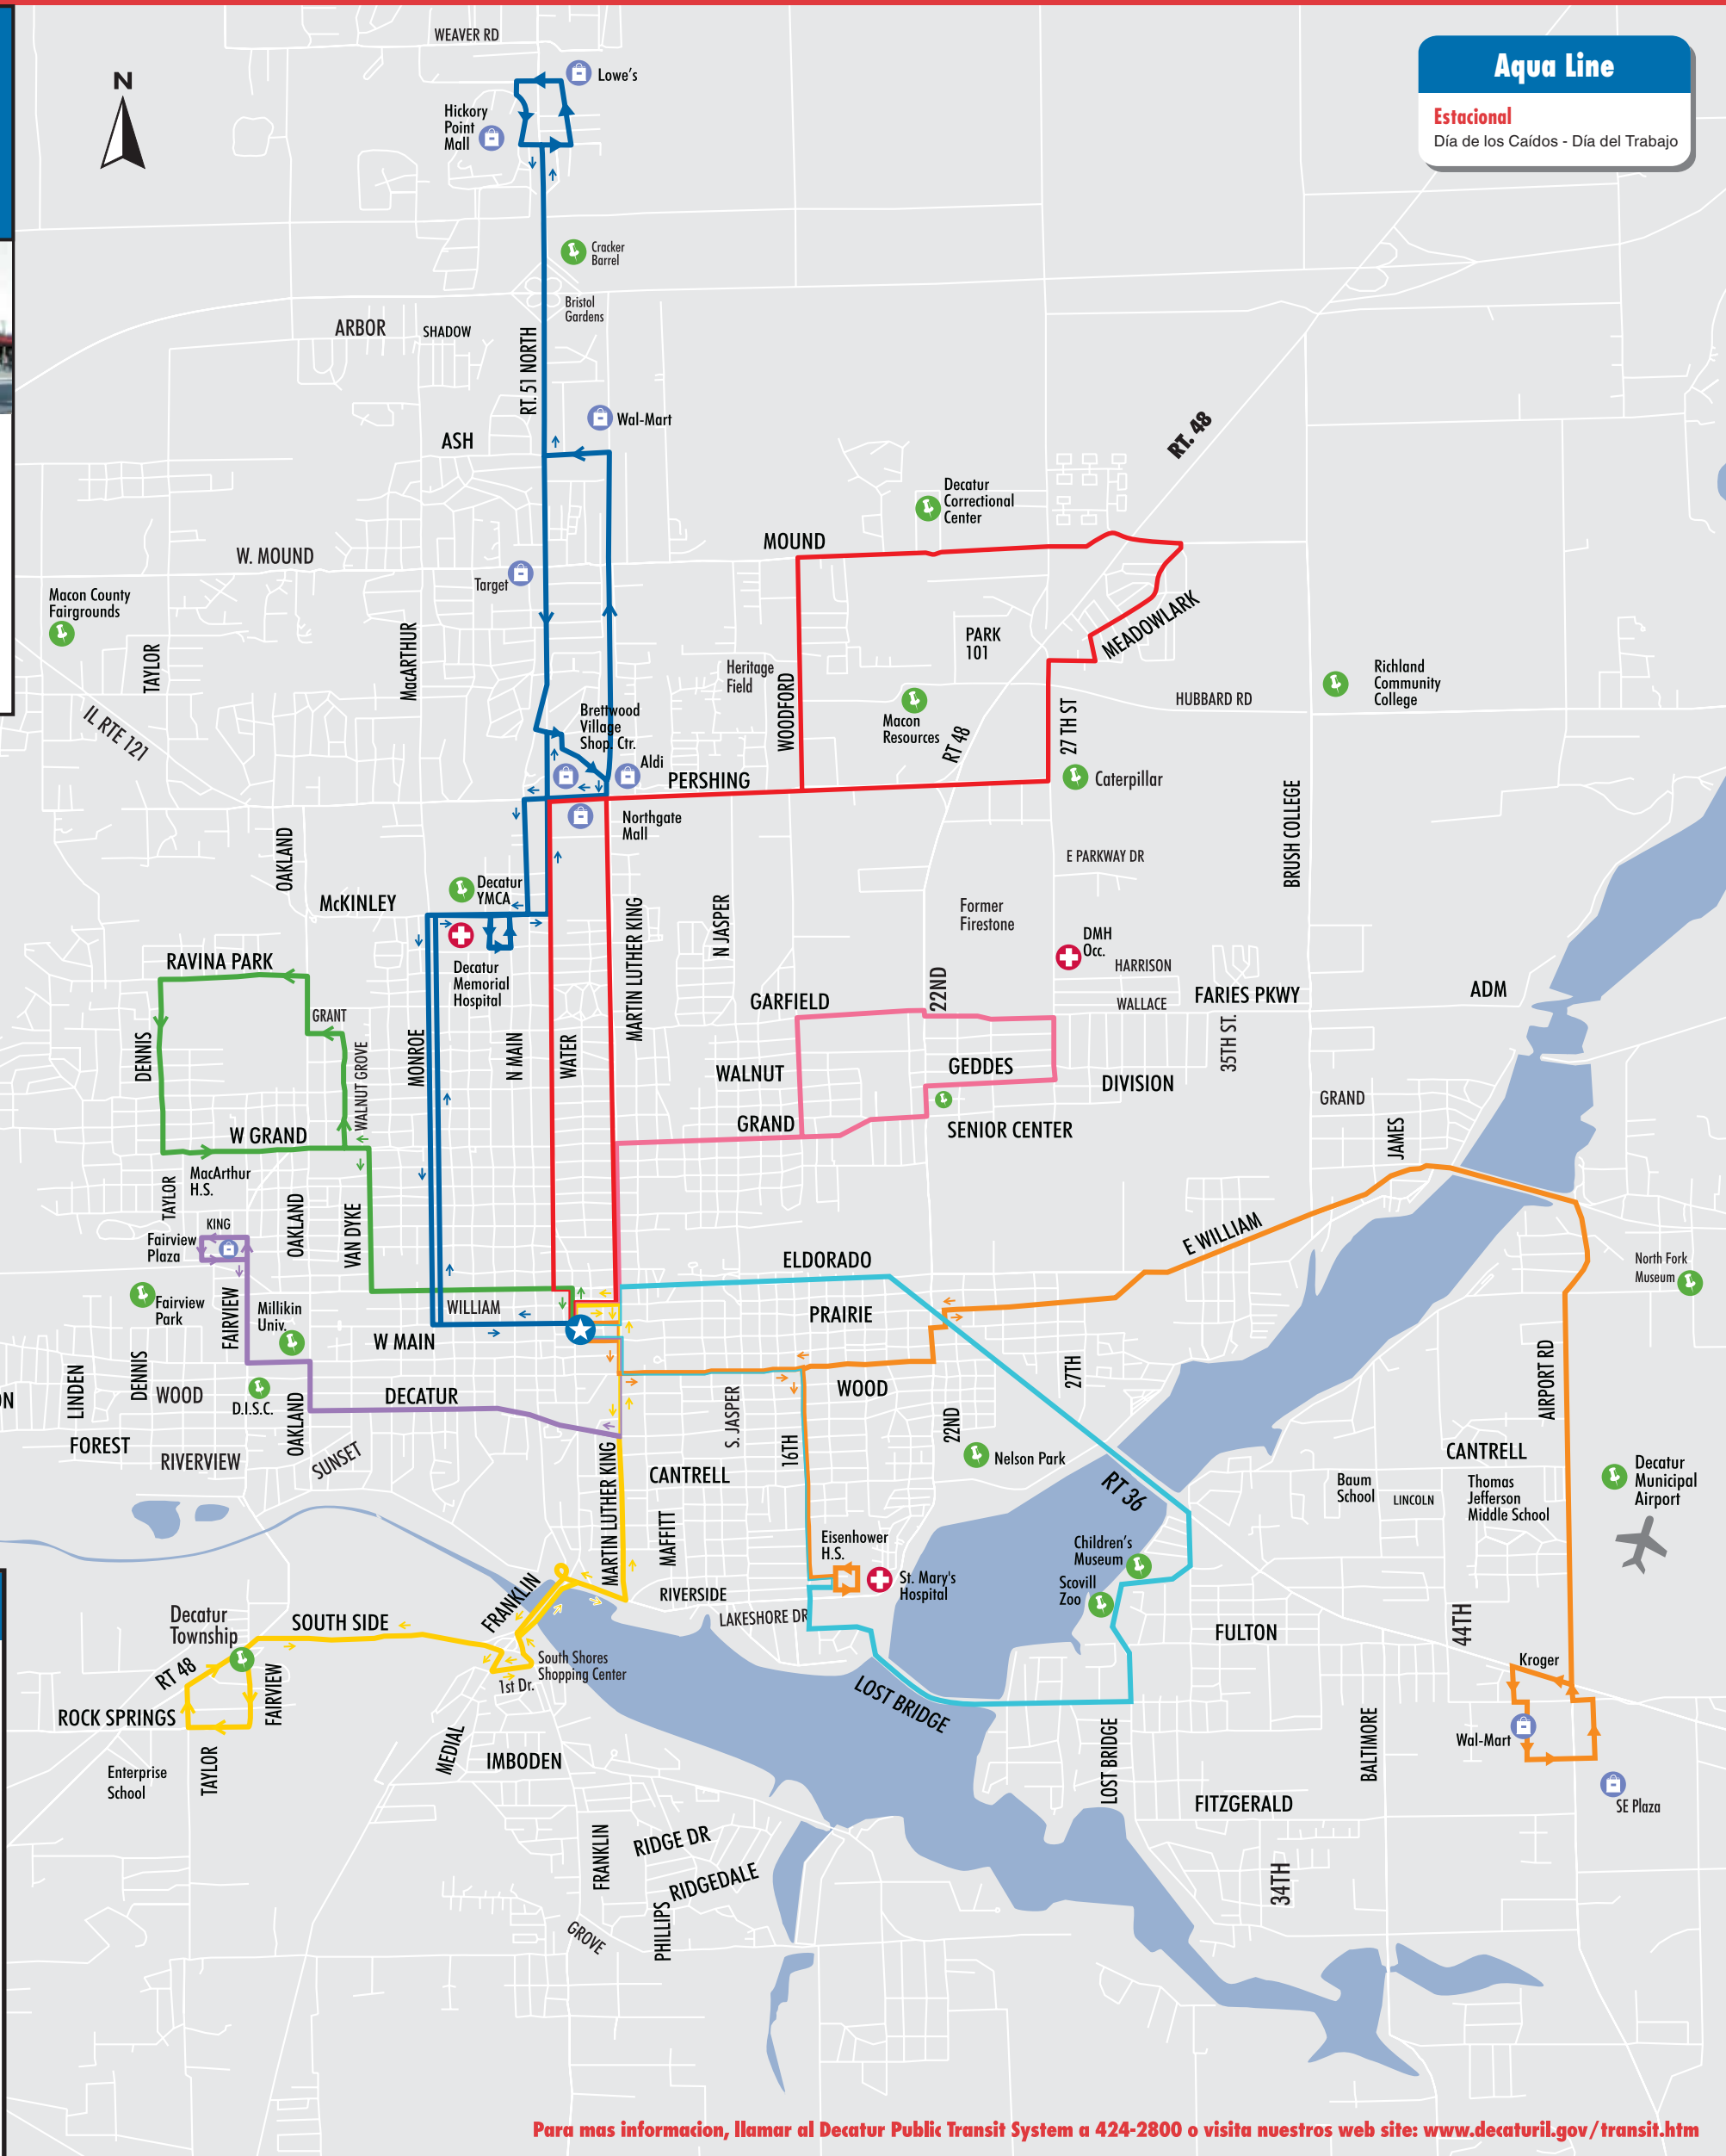 WEAVER RD
N
Lowe's
Hickory
Point
Mall
Aqua Line
Estacional
Día de los Caídos - Día del Trabajo
Cracker
Barrel
Bristol
Gardens
ARBOR
SHADOW
RT. 51 NORTH
Wal-Mart
ASH
RT. 48
Decatur
Correctional
Center
MOUND
W. MOUND
Target
Macon County
Fairgrounds
TAYLOR
MacARTHUR
PARK
101
MEADOWLARK
Heritage
Field
WOODFORD
Richland
Community
College
HUBBARD RD
IL RTE 121
Brettwood
Village
Shop. Ctr.
Macon
Resources
RT 48
27 TH ST
Aldi
PERSHING
Caterpillar
Northgate
Mall
BRUSH COLLEGE
OAKLAND
E PARKWAY DR
Decatur
YMCA
McKINLEY
MARTIN LUTHER KING
N JASPER
Former
Firestone
DMH
Occ.
HARRISON
RAVINA PARK
Decatur
Memorial
Hospital
22ND
GARFIELD
WALLACE
FARIES PKWY
ADM
GRANT
DENNIS
WALNUT GROVE
MONROE
N MAIN
WATER
35TH ST.
WALNUT
GEDDES
DIVISION
GRAND
GRAND
SENIOR CENTER
JAMES
W GRAND
MacArthur
H.S.
TAYLOR
KING
OAKLAND
VAN DYKE
Fairview
Plaza
E WILLIAM
ELDORADO
North Fork
Museum
Fairview
Park
FAIRVIEW
Millikin
Univ.
WILLIAM
PRAIRIE
W MAIN
LINDEN
DENNIS
WOOD
D.I.S.C.
OAKLAND
DECATUR
S. JASPER
WOOD
27TH
AIRPORT RD
ON
FOREST
RIVERVIEW
SUNSET
16TH
22ND
Nelson Park
CANTRELL
CANTRELL
MARTIN LUTHER KING
MAFFITT
RT 36
Baum
School
LINCOLN
Thomas
Jefferson
Middle School
Decatur
Municipal
Airport
Eisenhower
H.S.
Children's
Museum
St. Mary's
Hospital
Scovill
Zoo
RIVERSIDE
LAKESHORE DR
FRANKLIN
Decatur
Township
SOUTH SIDE
FULTON
44TH
RT 48
South Shores
Shopping Center
1st Dr.
Kroger
FAIRVIEW
ROCK SPRINGS
LOST BRIDGE
LOST BRIDGE
BALTIMORE
Wal-Mart
MEDIAL
IMBODEN
Enterprise
School
TAYLOR
FITZGERALD
SE Plaza
FRANKLIN
RIDGE DR
RIDGEDALE
34TH
GROVE
PHILLIPS
Para mas informacion, llamar al Decatur Public Transit System a 424-2800 o visita nuestros web site: www.decaturil.gov/transit.htm